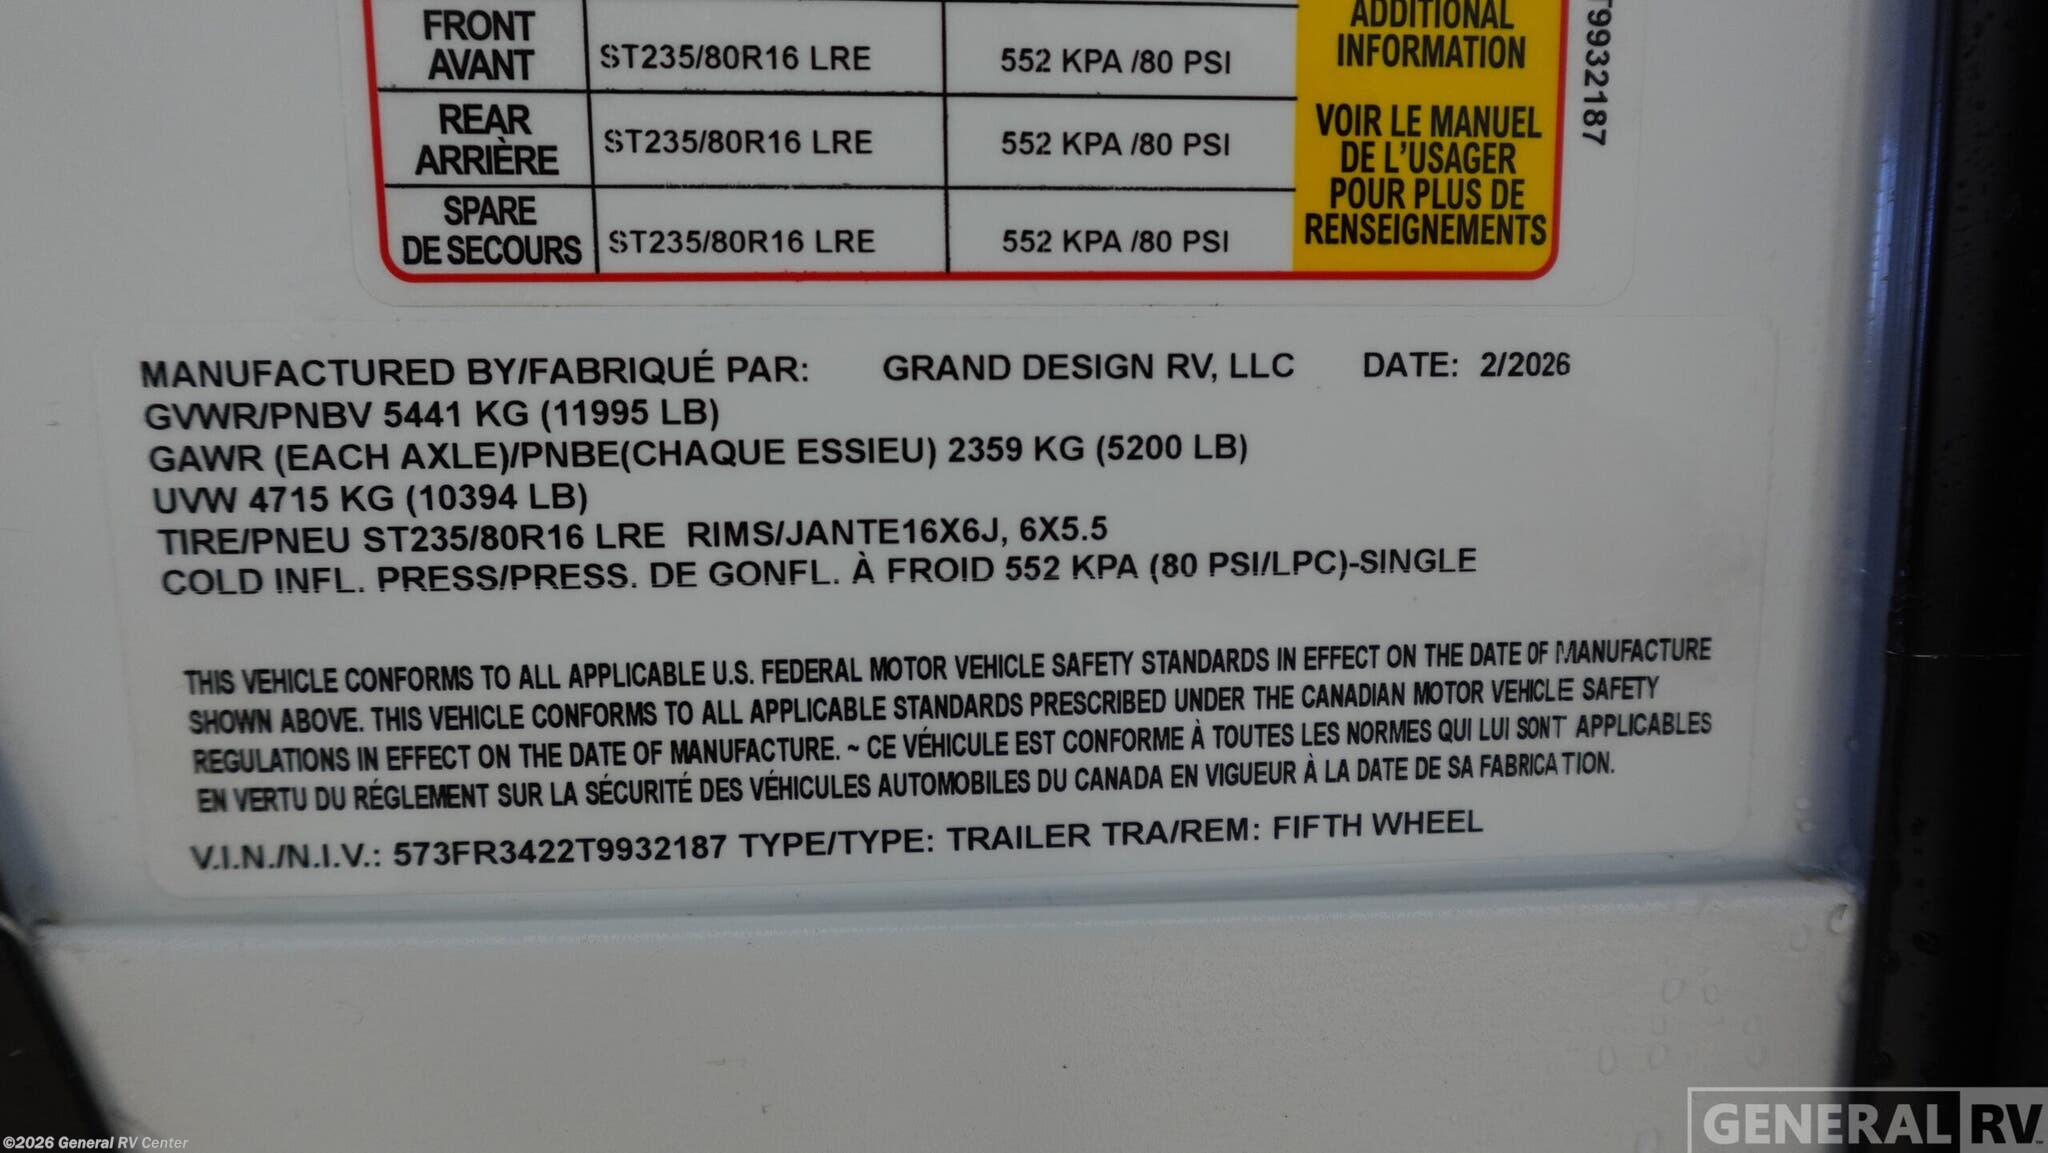 FRONT
AVANT
ST235/80R16 LRE
552 KPA /80 PSI
REAR
ARRIÈRE
ST235/80R16 LRE
552 KPA /80 PSI
SPARE
DE SECOURS
ST235/80R16 LRE
552 KPA /80 PSI
ADDITIONAL
INFORMATION
VOIR LE MANUEL
DE L'USAGER
POUR PLUS DE
RENSEIGNEMENTS
T9932187
MANUFACTURED BY/FABRIQUÉ PAR: GRAND DESIGN RV, LLC DATE: 2/2026
GVWR/PNBV 5441 KG (11995 LB)
GAWR (EACH AXLE)/PNBE(CHAQUE ESSIEU) 2359 KG (5200 LB)
UVW 4715 KG (10394 LB)
TIRE/PNEU ST235/80R16 LRE RIMS/JANTE16X6J, 6X5.5
COLD INFL. PRESS/PRESS. DE GONFL. À FROID 552 KPA (80 PSI/LPC)-SINGLE
THIS VEHICLE CONFORMS TO ALL APPLICABLE U.S. FEDERAL MOTOR VEHICLE SAFETY STANDARDS IN EFFECT ON THE DATE OF MANUFACTURE
SHOWN ABOVE. THIS VEHICLE CONFORMS TO ALL APPLICABLE STANDARDS PRESCRIBED UNDER THE CANADIAN MOTOR VEHICLE SAFETY
REGULATIONS IN EFFECT ON THE DATE OF MANUFACTURE. ~ CE VÉHICULE EST CONFORME À TOUTES LES NORMES QUI LUI SONT APPLICABLES
EN VERTU DU RÉGLEMENT SUR LA SÉCURITÉ DES VÉHICULES AUTOMOBILES DU CANADA EN VIGUEUR À LA DATE DE SA FABRICATION.
V.I.N./N.I.V.: 573FR3422T9932187 TYPE/TYPE: TRAILER TRA/REM: FIFTH WHEEL
©2026 General RV Center
GENERAL RV